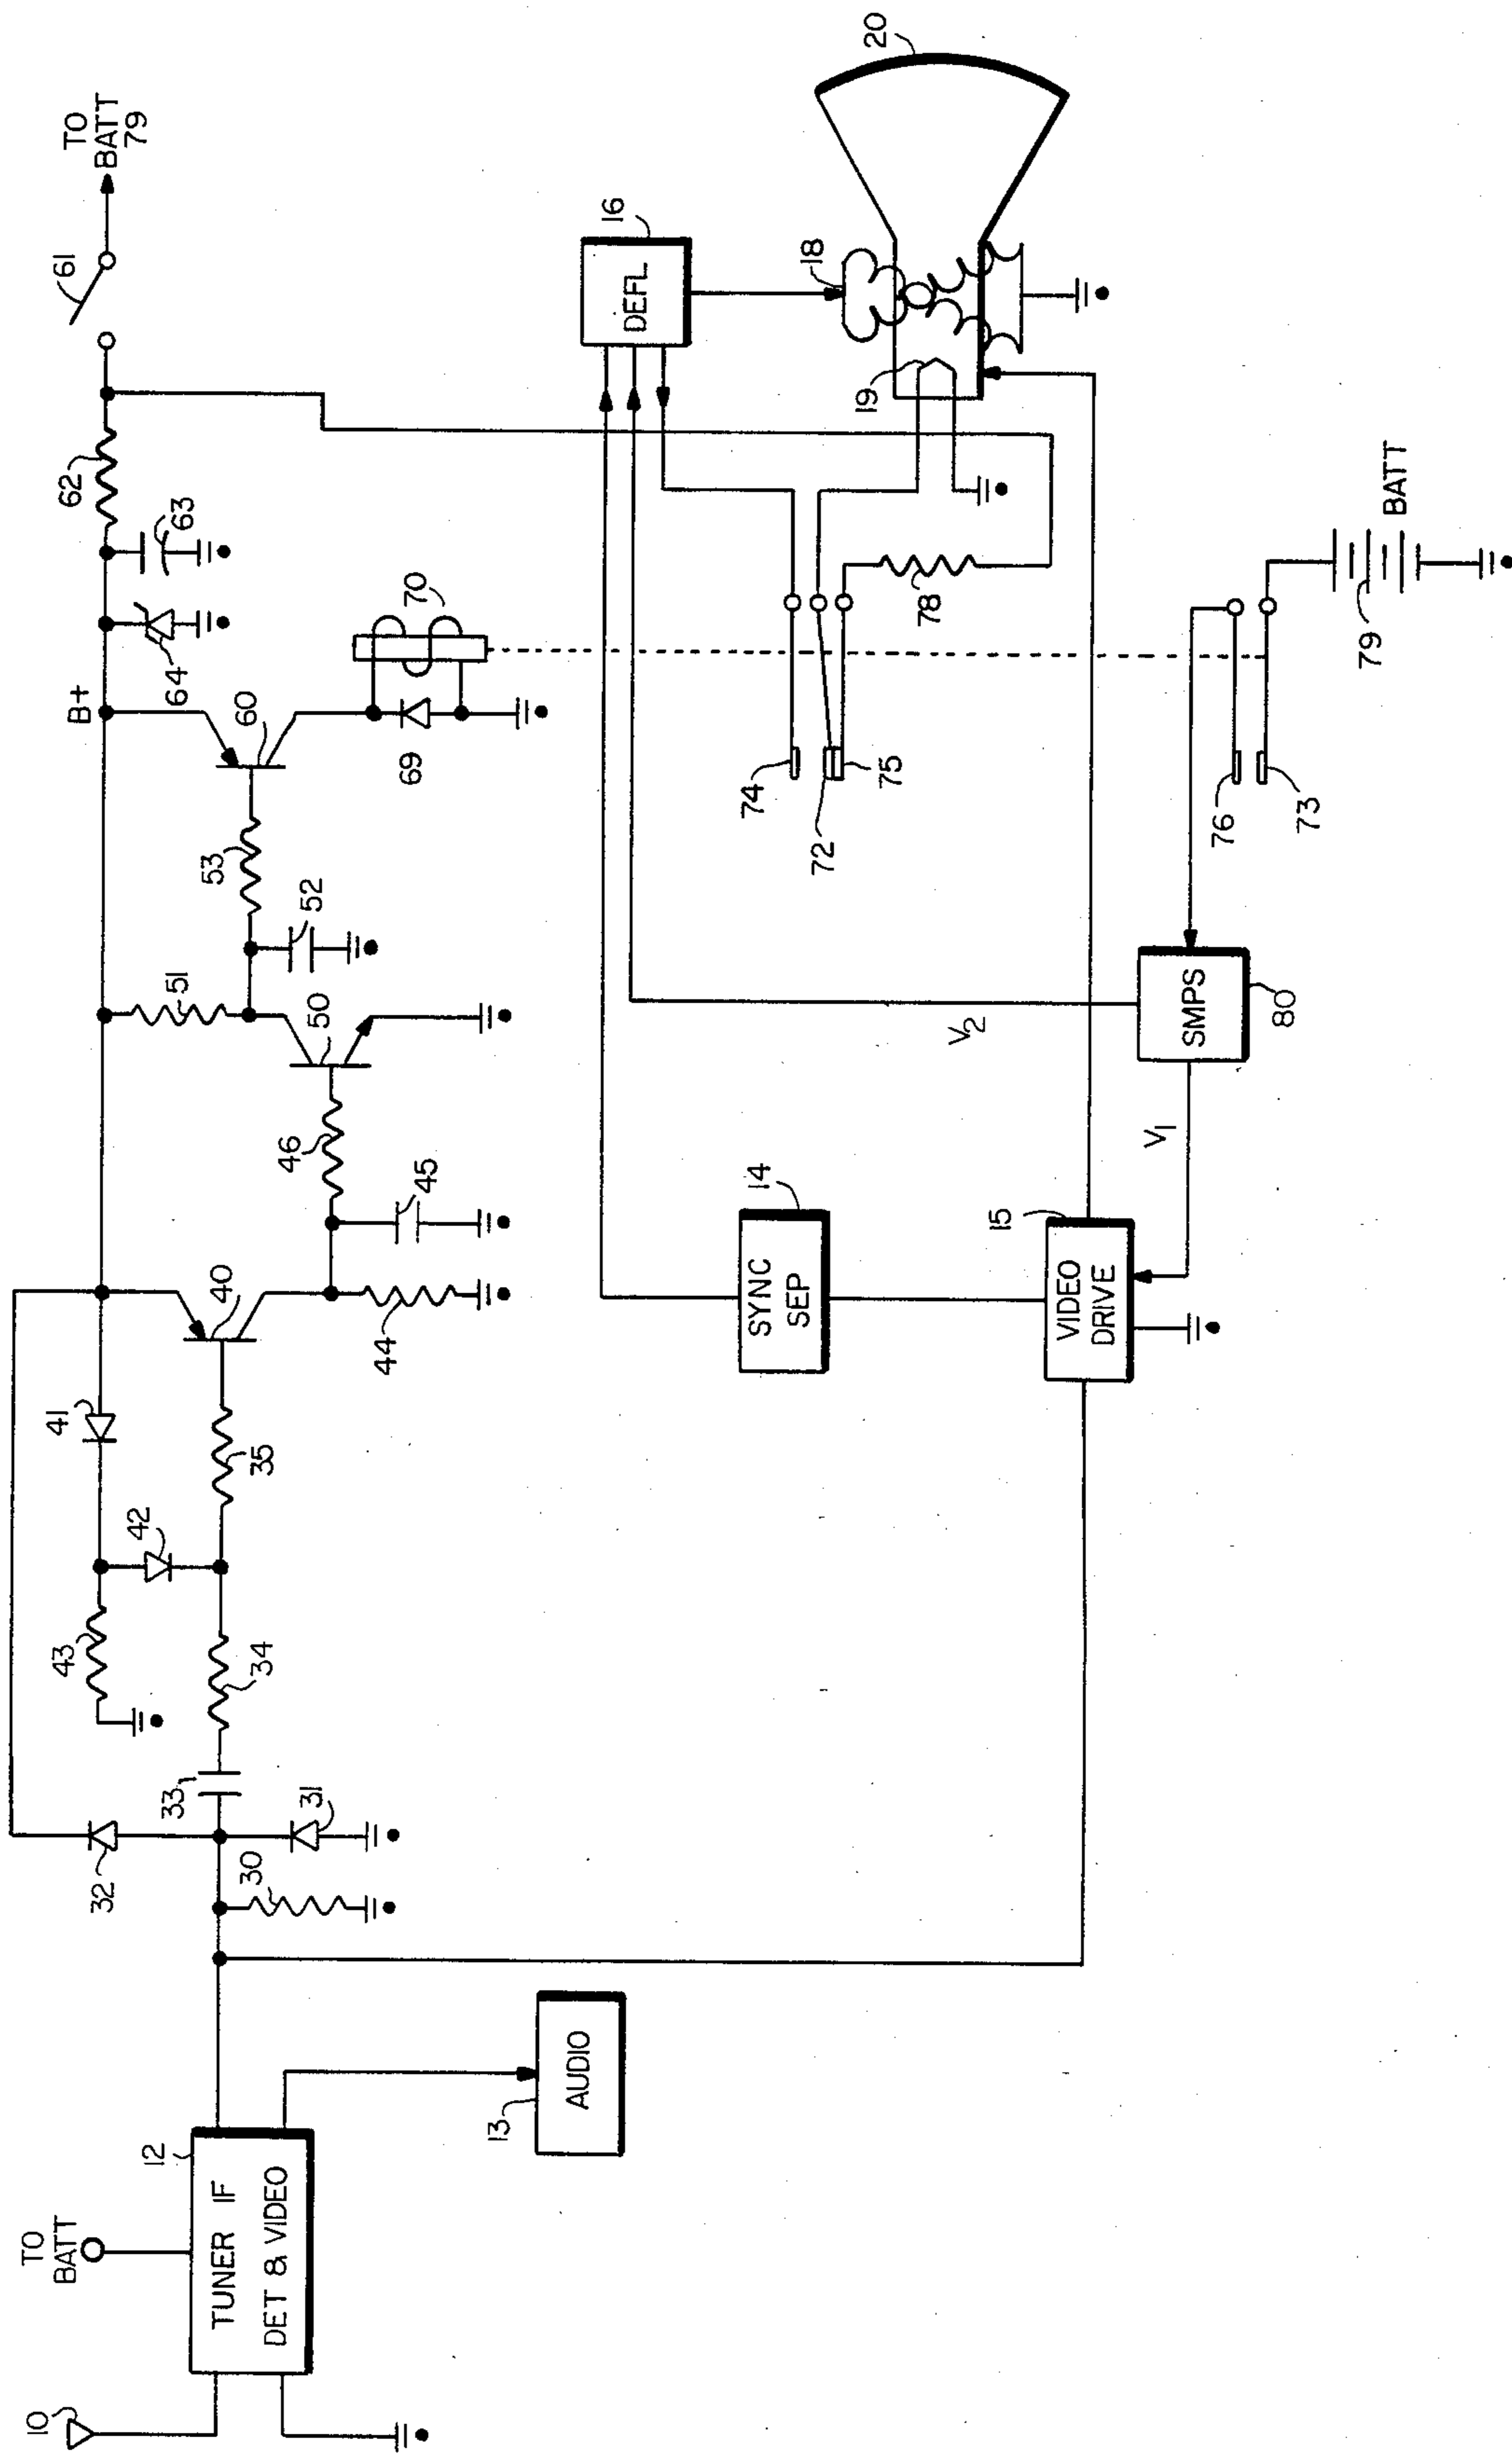 10
TO
BATT
12
TUNER IF
DET & VIDEO
13
AUDIO
32
30
31
33
34
43
42
35
41
40
44
45
46
50
51
52
53
60
B+
64
63
62
61
TO
BATT
79
69
70
74
72
75
78
76
73
79
BATT
SMPS
80
V1
V2
14
SYNC
SEP
15
VIDEO
DRIVE
16
DEFL
18
19
20